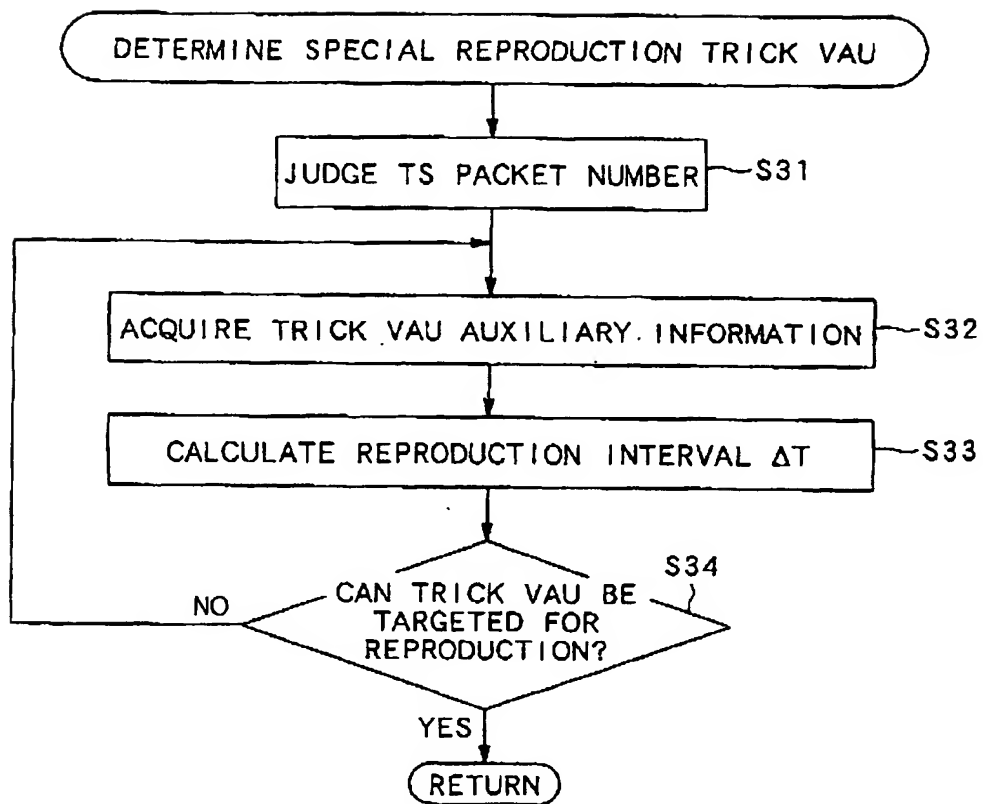 DETERMINE SPECIAL REPRODUCTION TRICK VAU
JUDGE TS PACKET NUMBER
S31
ACQUIRE TRICK VAU AUXILIARY INFORMATION
S32
CALCULATE REPRODUCTION INTERVAL ΔT
S33
S34
CAN TRICK VAU BE
TARGETED FOR
REPRODUCTION?
NO
YES
RETURN